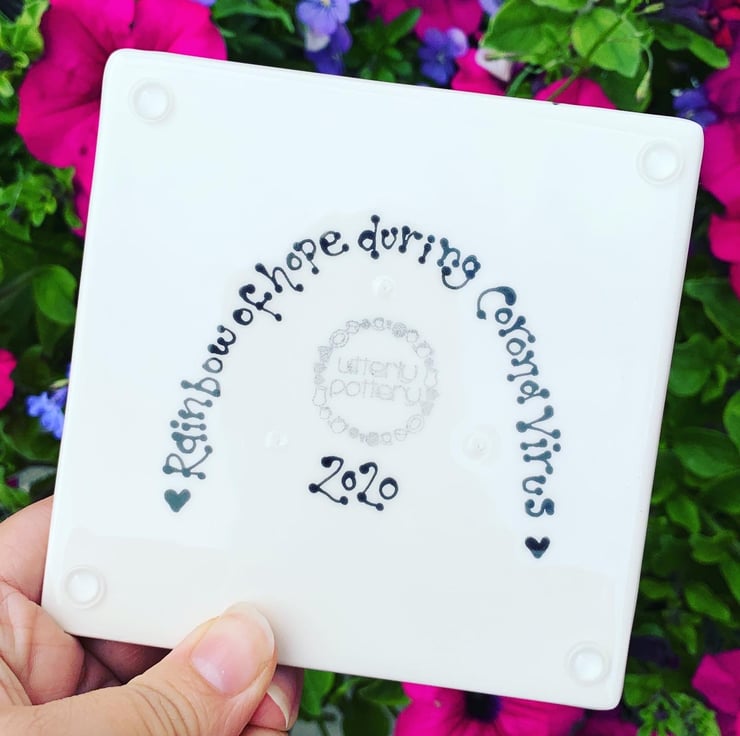 ♥ Rainbow of hope during Corona Virus ♥
utterly
pottery
2020